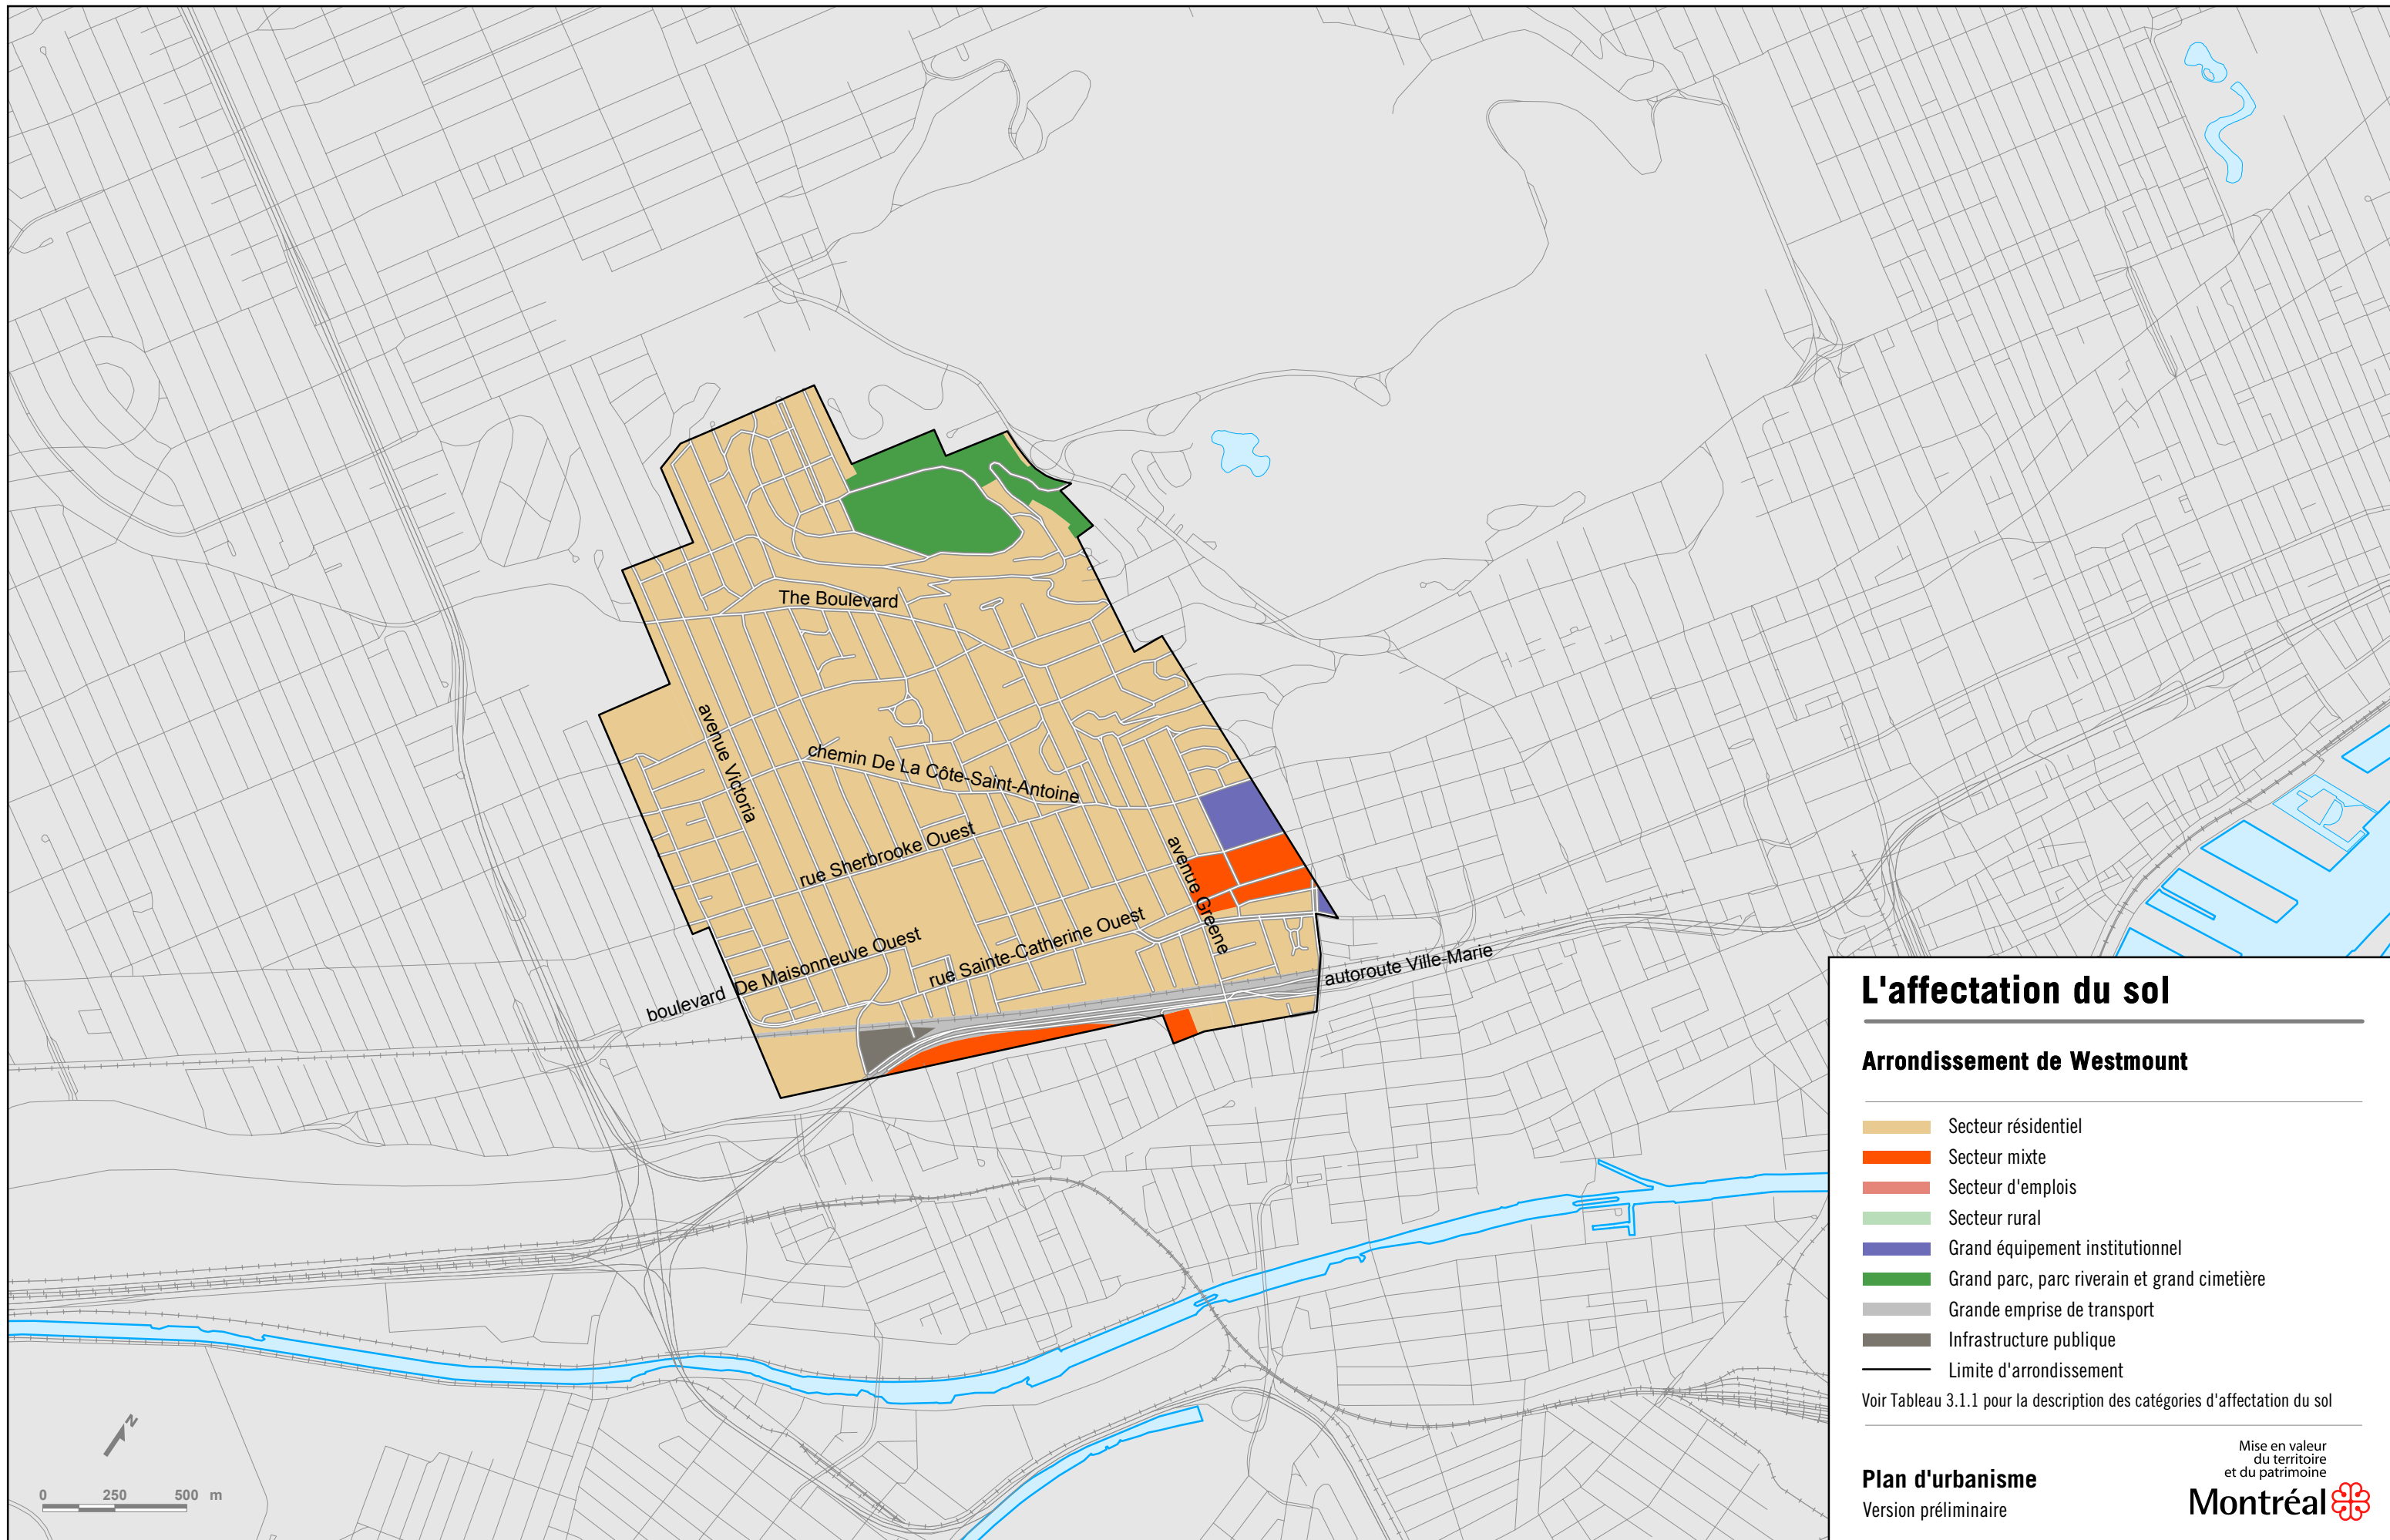 The Boulevard
avenue Victoria
chemin De La Côte-Saint-Antoine
rue Sherbrooke Ouest
avenue Greene
rue Sainte-Catherine Ouest
boulevard De Maisonneuve Ouest
autoroute Ville-Marie
N
0 250 500 m
L'affectation du sol
Arrondissement de Westmount
Secteur résidentiel
Secteur mixte
Secteur d'emplois
Secteur rural
Grand équipement institutionnel
Grand parc, parc riverain et grand cimetière
Grande emprise de transport
Infrastructure publique
Limite d'arrondissement
Voir Tableau 3.1.1 pour la description des catégories d'affectation du sol
Plan d'urbanisme
Version préliminaire
Mise en valeur
du territoire
et du patrimoine
Montréal